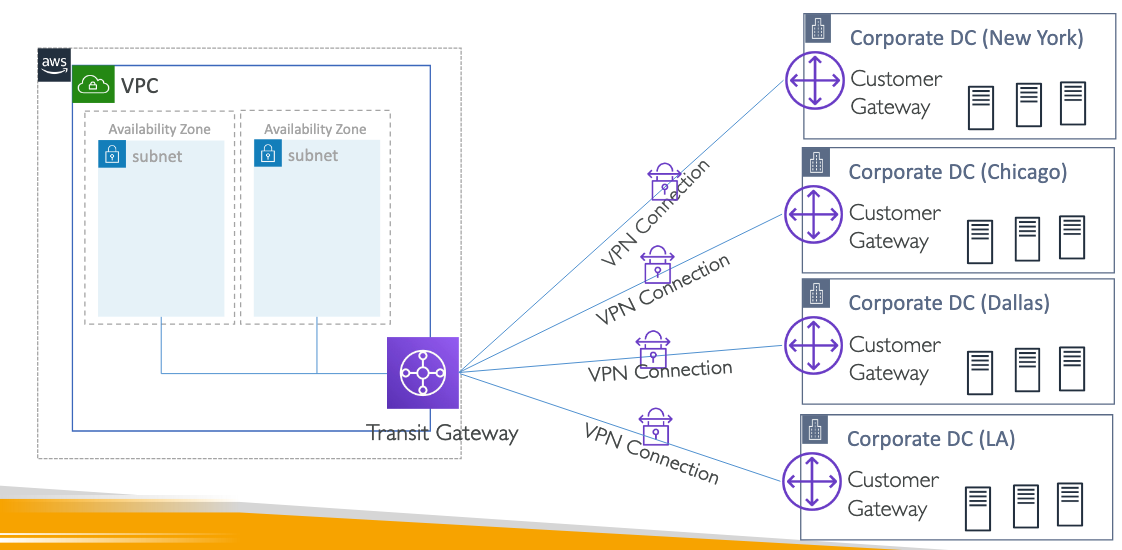 aws
VPC
Availability Zone
subnet
Availability Zone
subnet
Transit Gateway
VPN Connection
VPN Connection
VPN Connection
VPN Connection
Corporate DC (New York)
Customer
Gateway
Corporate DC (Chicago)
Customer
Gateway
Corporate DC (Dallas)
Customer
Gateway
Corporate DC (LA)
Customer
Gateway